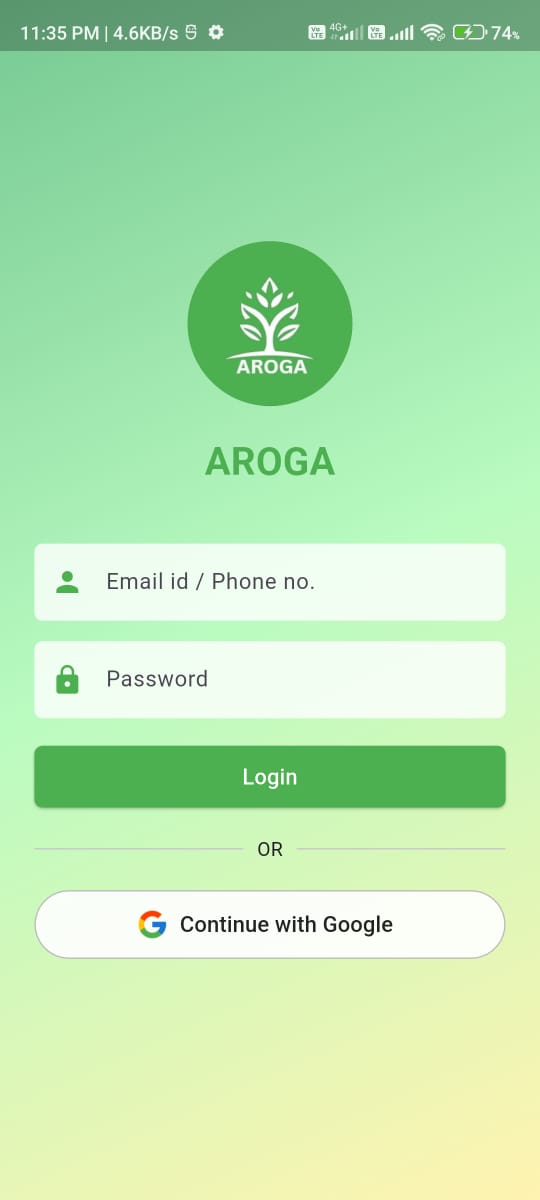 11:35 PM | 4.6KB/s
Vo LTE 4G+ Vo LTE 74%
AROGA
AROGA
Email id / Phone no.
Password
Login
OR
Continue with Google